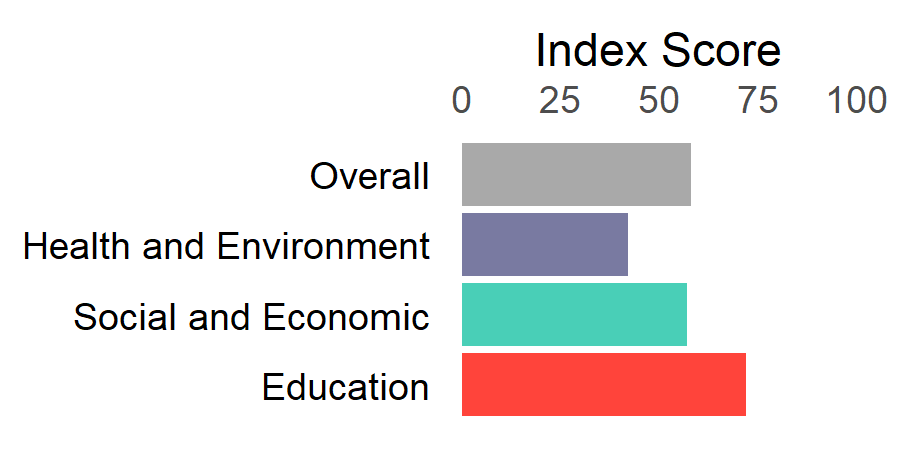 Index Score
0 25 50 75 100
Overall
Health and Environment
Social and Economic
Education